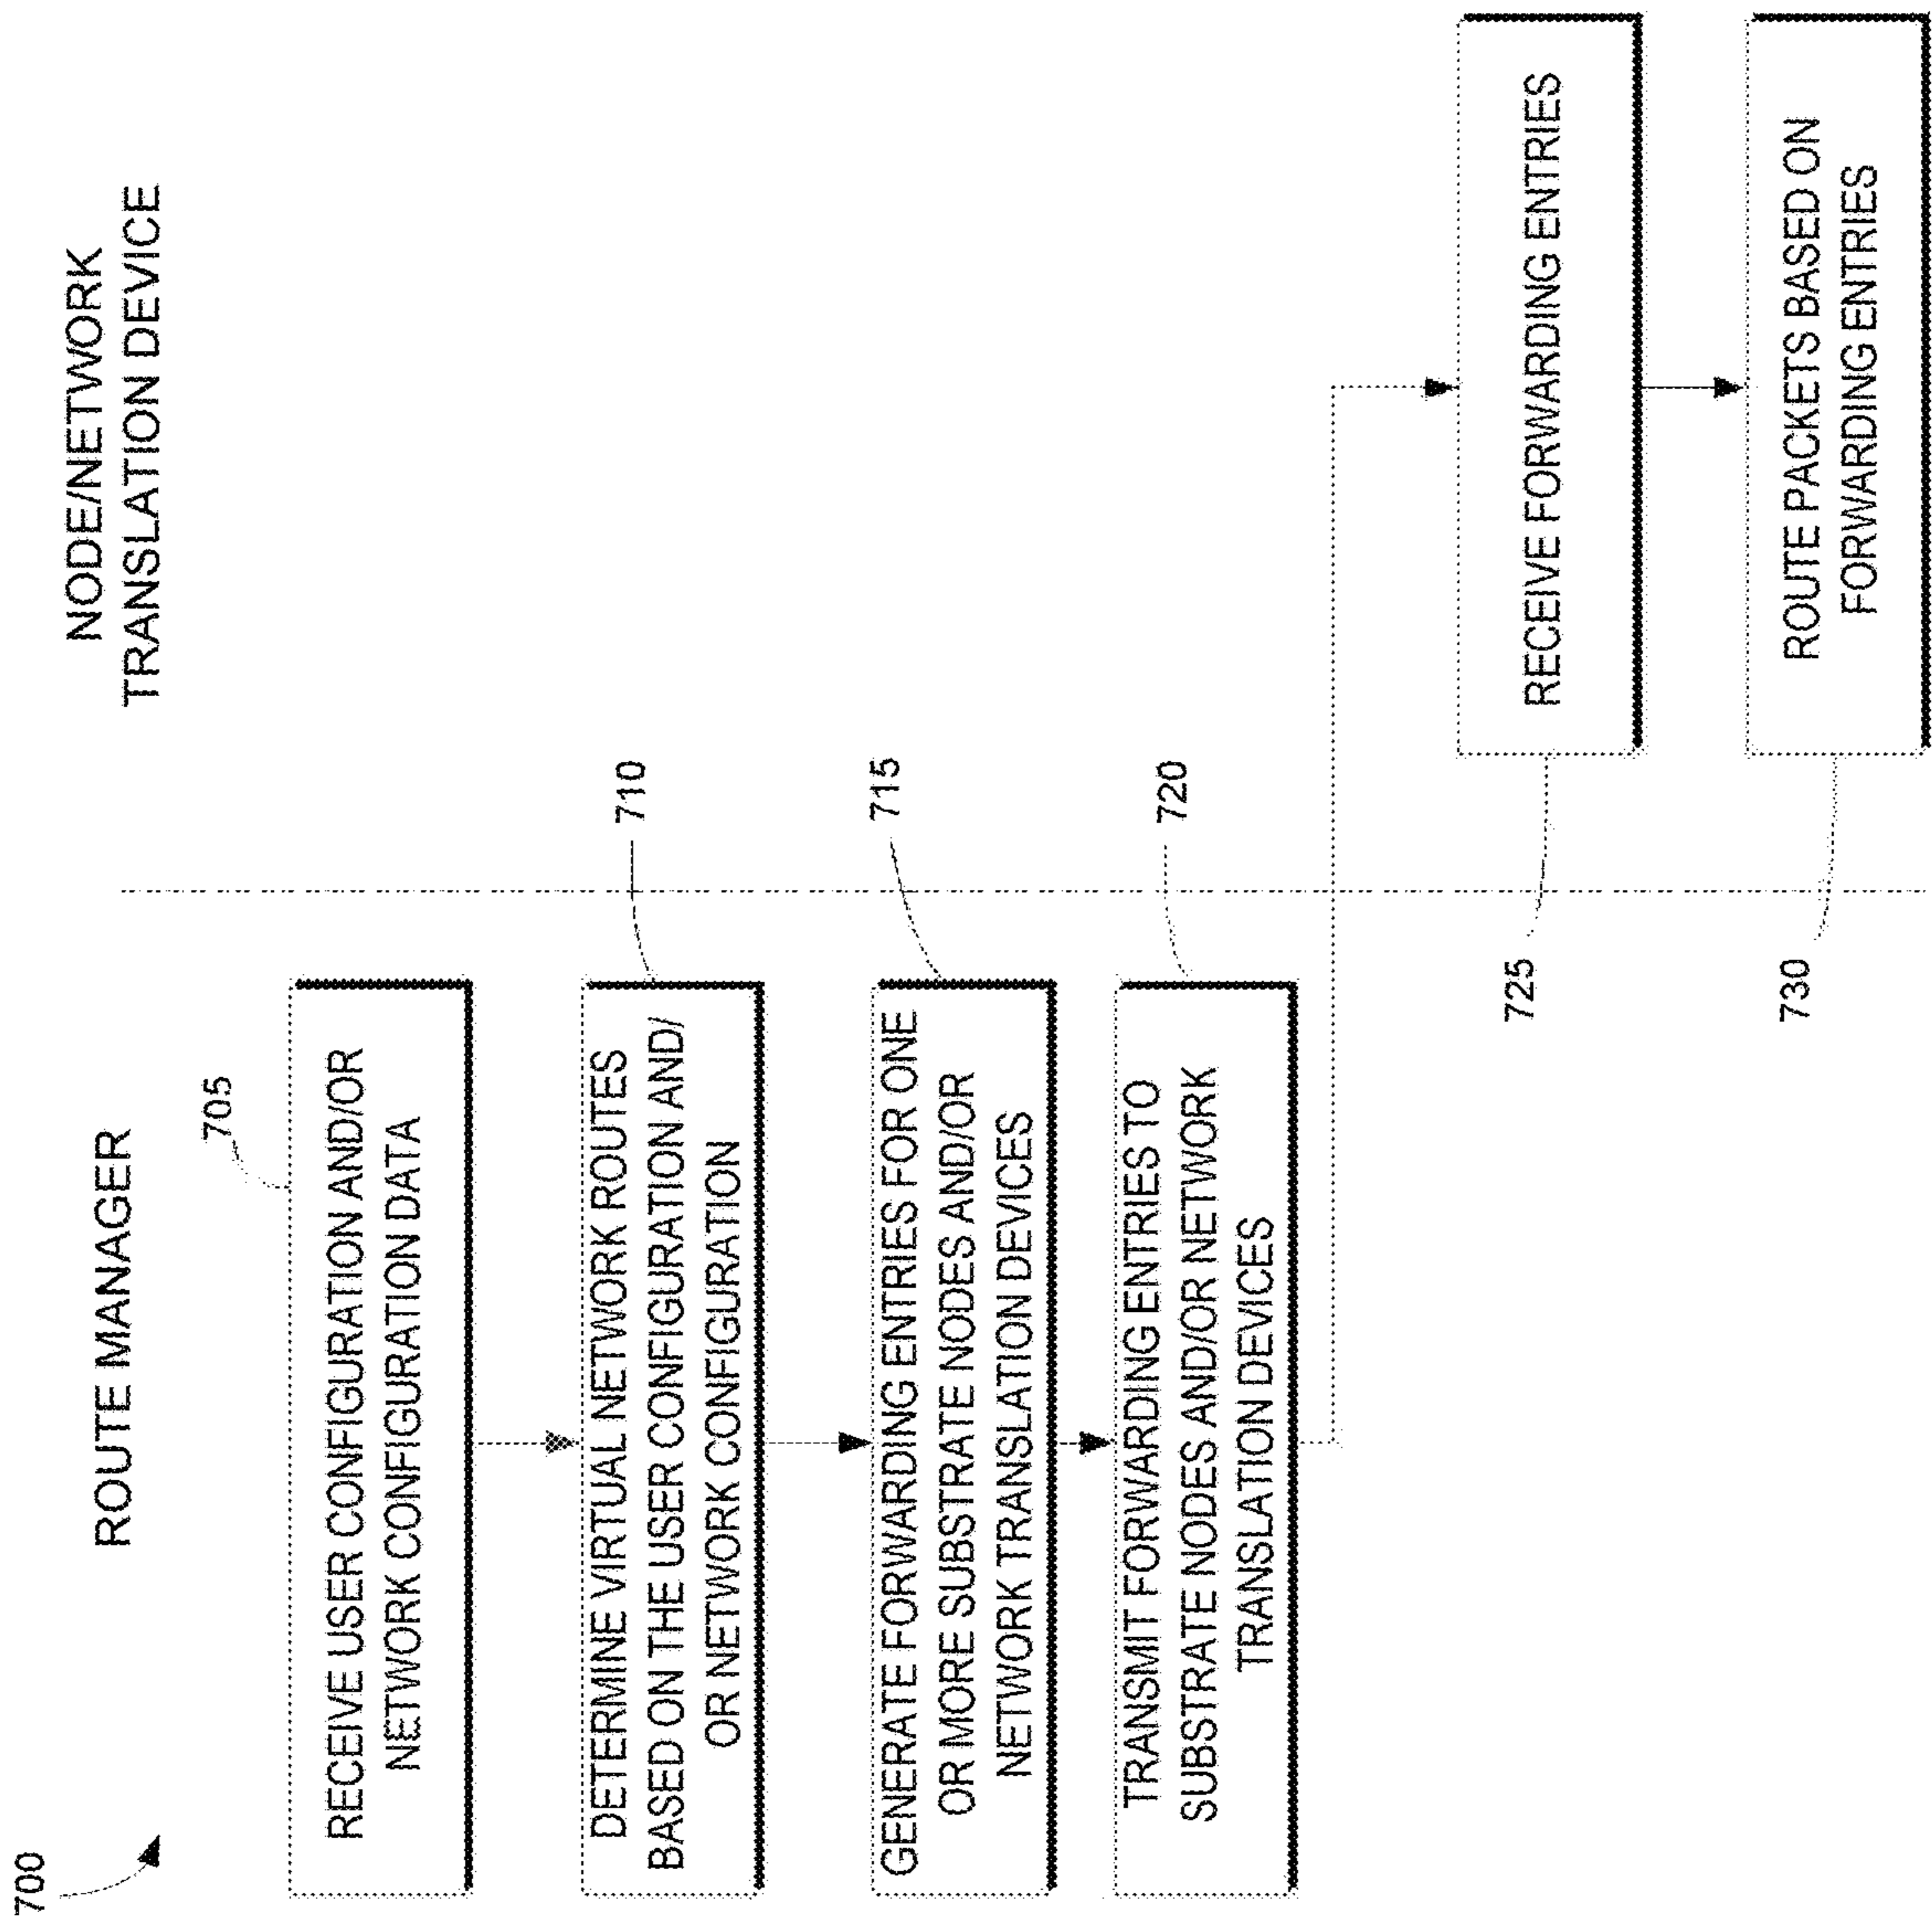 700
ROUTE MANAGER
NODE/NETWORK
TRANSLATION DEVICE
705
RECEIVE USER CONFIGURATION AND/OR
NETWORK CONFIGURATION DATA
710
DETERMINE VIRTUAL NETWORK ROUTES
BASED ON THE USER CONFIGURATION AND/
OR NETWORK CONFIGURATION
715
GENERATE FORWARDING ENTRIES FOR ONE
OR MORE SUBSTRATE NODES AND/OR
NETWORK TRANSLATION DEVICES
720
TRANSMIT FORWARDING ENTRIES TO
SUBSTRATE NODES AND/OR NETWORK
TRANSLATION DEVICES
725
RECEIVE FORWARDING ENTRIES
730
ROUTE PACKETS BASED ON
FORWARDING ENTRIES